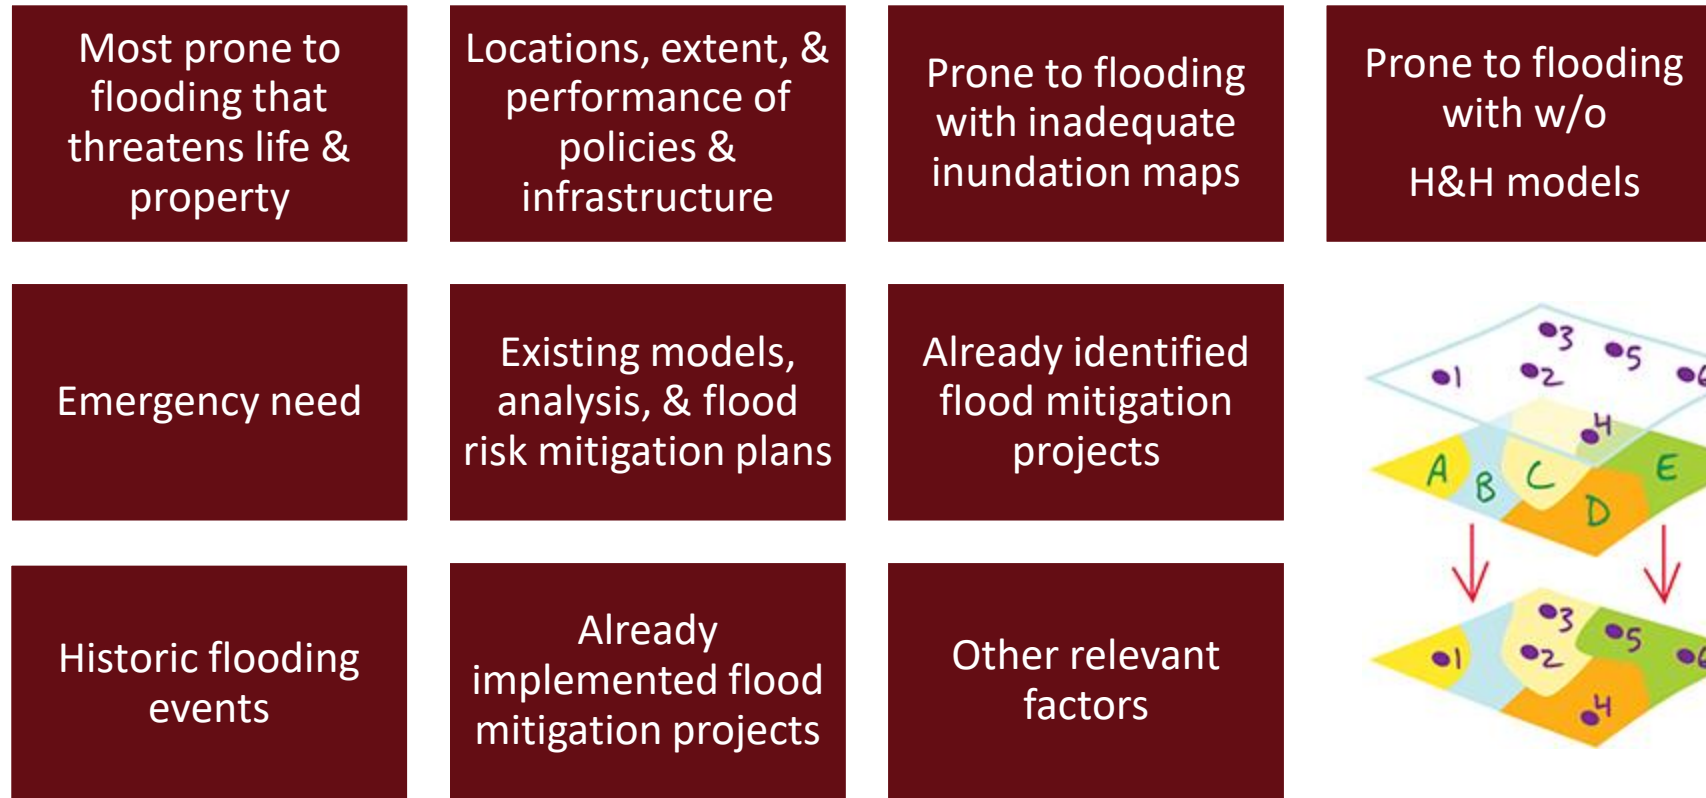 Most prone to
flooding that
threatens life &
property
Locations, extent, &
performance of
policies &
infrastructure
Prone to flooding
with inadequate
inundation maps
Prone to flooding
with w/o
H&H models
Emergency need
Existing models,
analysis, & flood
risk mitigation plans
Already identified
flood mitigation
projects
Historic flooding
events
Already
implemented flood
mitigation projects
Other relevant
factors
3
5
1
2
6
4
A
B
C
D
E
3
5
1
2
6
4